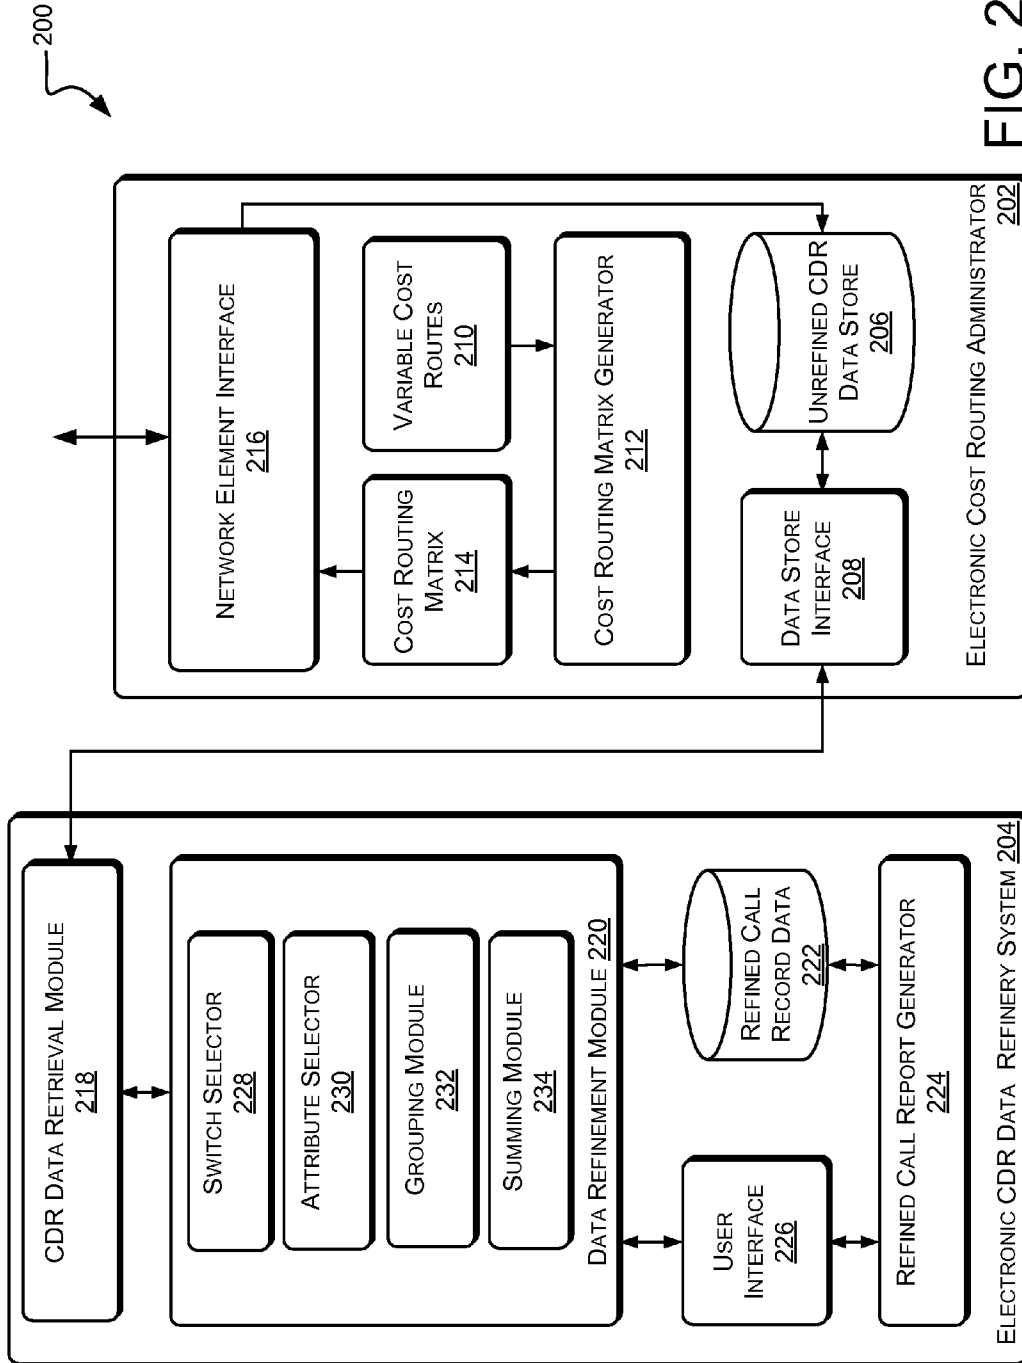 200
CDR DATA RETRIEVAL MODULE
218
SWITCH SELECTOR
228
ATTRIBUTE SELECTOR
230
GROUPING MODULE
232
SUMMING MODULE
234
DATA REFINEMENT MODULE 220
USER
INTERFACE
226
REFINED CALL
RECORD DATA
222
REFINED CALL REPORT GENERATOR
224
ELECTRONIC CDR DATA REFINERY SYSTEM 204
NETWORK ELEMENT INTERFACE
216
COST ROUTING
MATRIX
214
VARIABLE COST
ROUTES
210
COST ROUTING MATRIX GENERATOR
212
DATA STORE
INTERFACE
208
UNREFINED CDR
DATA STORE
206
ELECTRONIC COST ROUTING ADMINISTRATOR
202
FIG. 2